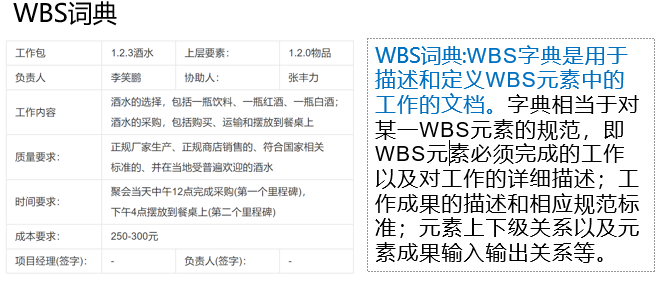 WBS词典
工作包 1.2.3酒水 上层要素： 1.2.0物品
负责人 李笑鹏 协助人： 张丰力
工作内容 酒水的选择，包括一瓶饮料、一瓶红酒、一瓶白酒；
酒水的采购，包括购买、运输和摆放到餐桌上
质量要求： 正规厂家生产、正规商店销售的、符合国家相关
标准的、并在当地受普遍欢迎的酒水
时间要求： 聚会当天中午12点完成采购(第一个里程碑)，
下午4点摆放到餐桌上(第二个里程碑)
成本要求： 250-300元
项目经理(签字)： - 负责人(签字)： -
WBS词典:WBS字典是用于
描述和定义WBS元素中的
工作的文档。字典相当于对
某一WBS元素的规范，即
WBS元素必须完成的工作
以及对工作的详细描述；工
作成果的描述和相应规范标
准；元素上下级关系以及元
素成果输入输出关系等。